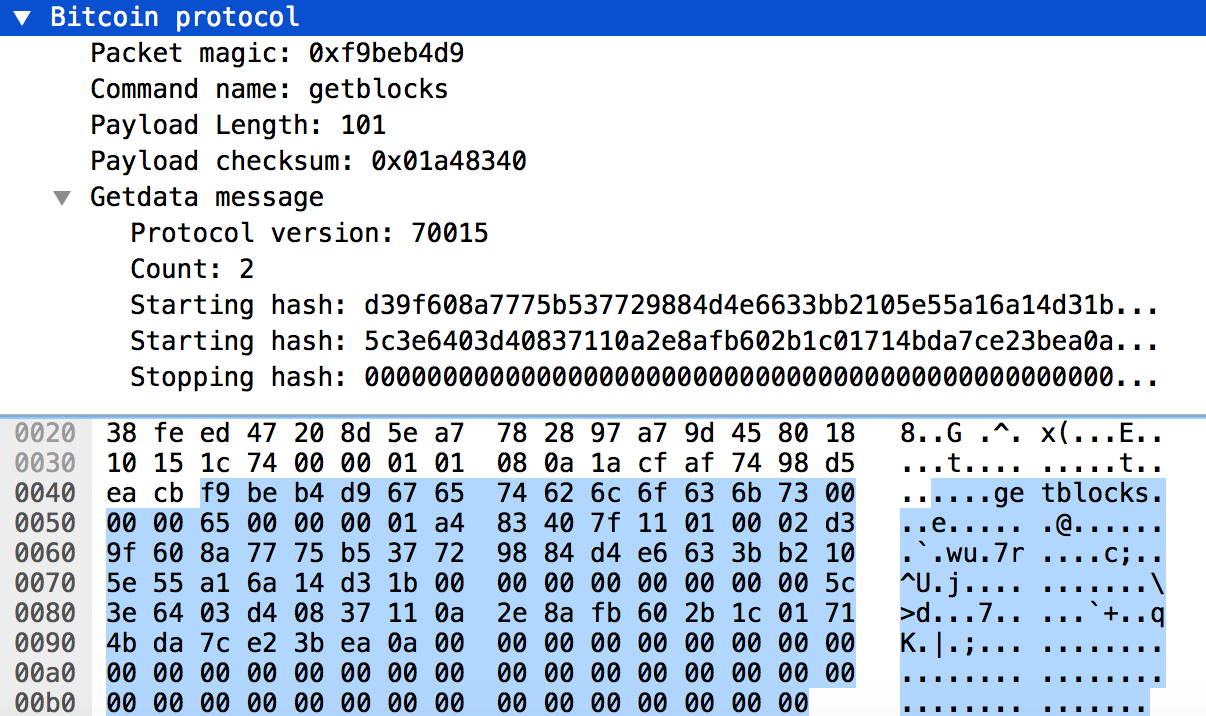 ▼ Bitcoin protocol
Packet magic: 0xf9beb4d9
Command name: getblocks
Payload Length: 101
Payload checksum: 0x01a48340
▼ Getdata message
Protocol version: 70015
Count: 2
Starting hash: d39f608a7775b537729884d4e6633bb2105e55a16a14d31b...
Starting hash: 5c3e6403d40837110a2e8afb602b1c01714bda7ce23bea0a...
Stopping hash: 000000000000000000000000000000000000000000000000...
0020 38 fe ed 47 20 8d 5e a7 78 28 97 a7 9d 45 80 18 8..G .^. x(...E..
0030 10 15 1c 74 00 00 01 01 08 0a 1a cf af 74 98 d5 ...t.... .....t..
0040 ea cb f9 be b4 d9 67 65 74 62 6c 6f 63 6b 73 00 ......ge tblocks.
0050 00 00 65 00 00 00 01 a4 83 40 7f 11 01 00 02 d3 ..e..... .@......
0060 9f 60 8a 77 75 b5 37 72 98 84 d4 e6 63 3b b2 10 .`.wu.7r ....c;..
0070 5e 55 a1 6a 14 d3 1b 00 00 00 00 00 00 00 00 5c ^U.j.... .......\
0080 3e 64 03 d4 08 37 11 0a 2e 8a fb 60 2b 1c 01 71 >d...7.. ...`+..q
0090 4b da 7c e2 3b ea 0a 00 00 00 00 00 00 00 00 00 K.|.;... ........
00a0 00 00 00 00 00 00 00 00 00 00 00 00 00 00 00 00 ........ ........
00b0 00 00 00 00 00 00 00 00 00 00 00 00 00 00 00 ........ .......